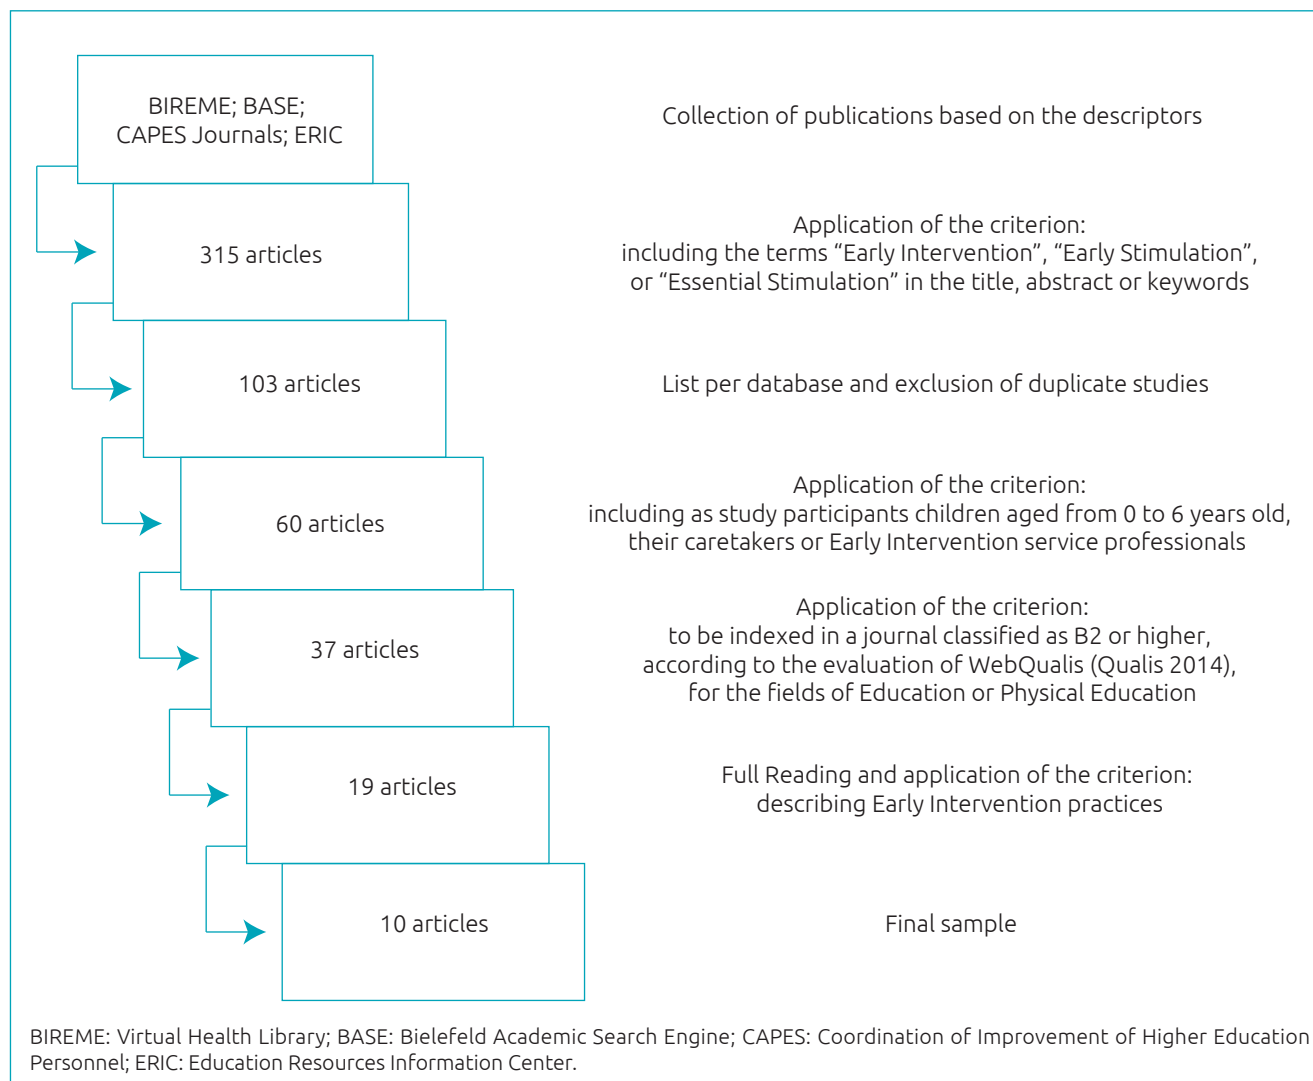 BIREME; BASE;
CAPES Journals; ERIC
Collection of publications based on the descriptors
315 articles
Application of the criterion:
including the terms “Early Intervention”, “Early Stimulation”,
or “Essential Stimulation” in the title, abstract or keywords
103 articles
List per database and exclusion of duplicate studies
60 articles
Application of the criterion:
including as study participants children aged from 0 to 6 years old,
their caretakers or Early Intervention service professionals
37 articles
Application of the criterion:
to be indexed in a journal classified as B2 or higher,
according to the evaluation of WebQualis (Qualis 2014),
for the fields of Education or Physical Education
19 articles
Full Reading and application of the criterion:
describing Early Intervention practices
10 articles
Final sample
BIREME: Virtual Health Library; BASE: Bielefeld Academic Search Engine; CAPES: Coordination of Improvement of Higher Education
Personnel; ERIC: Education Resources Information Center.